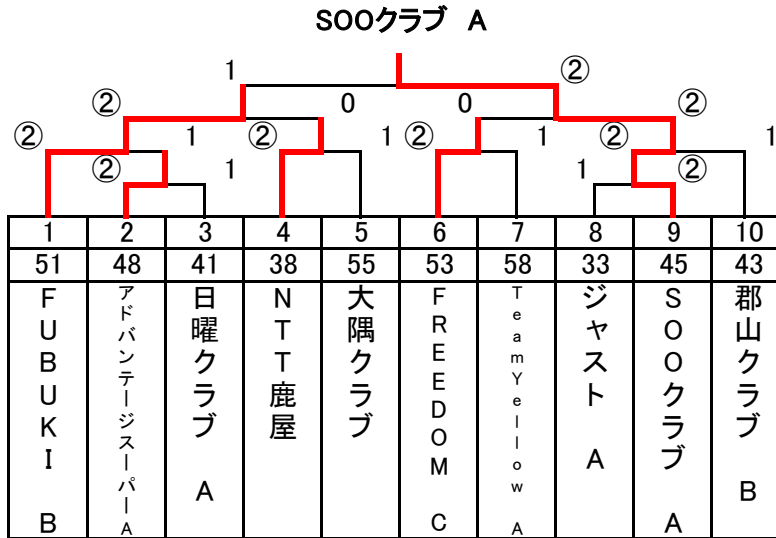 SOOクラブ A
1 ②
② 0 0 ②
② 1 ② 1 ② 1 ② 1
② 1 1 ②
1 2 3 4 5 6 7 8 9 10
51 48 41 38 55 53 58 33 45 43
FUBUKI B
アドバンテージスーパーA
日曜クラブ A
NTT鹿屋
大隅クラブ
FREEDOM C
TeamYellow A
ジャスト A
SOOクラブ A
郡山クラブ B